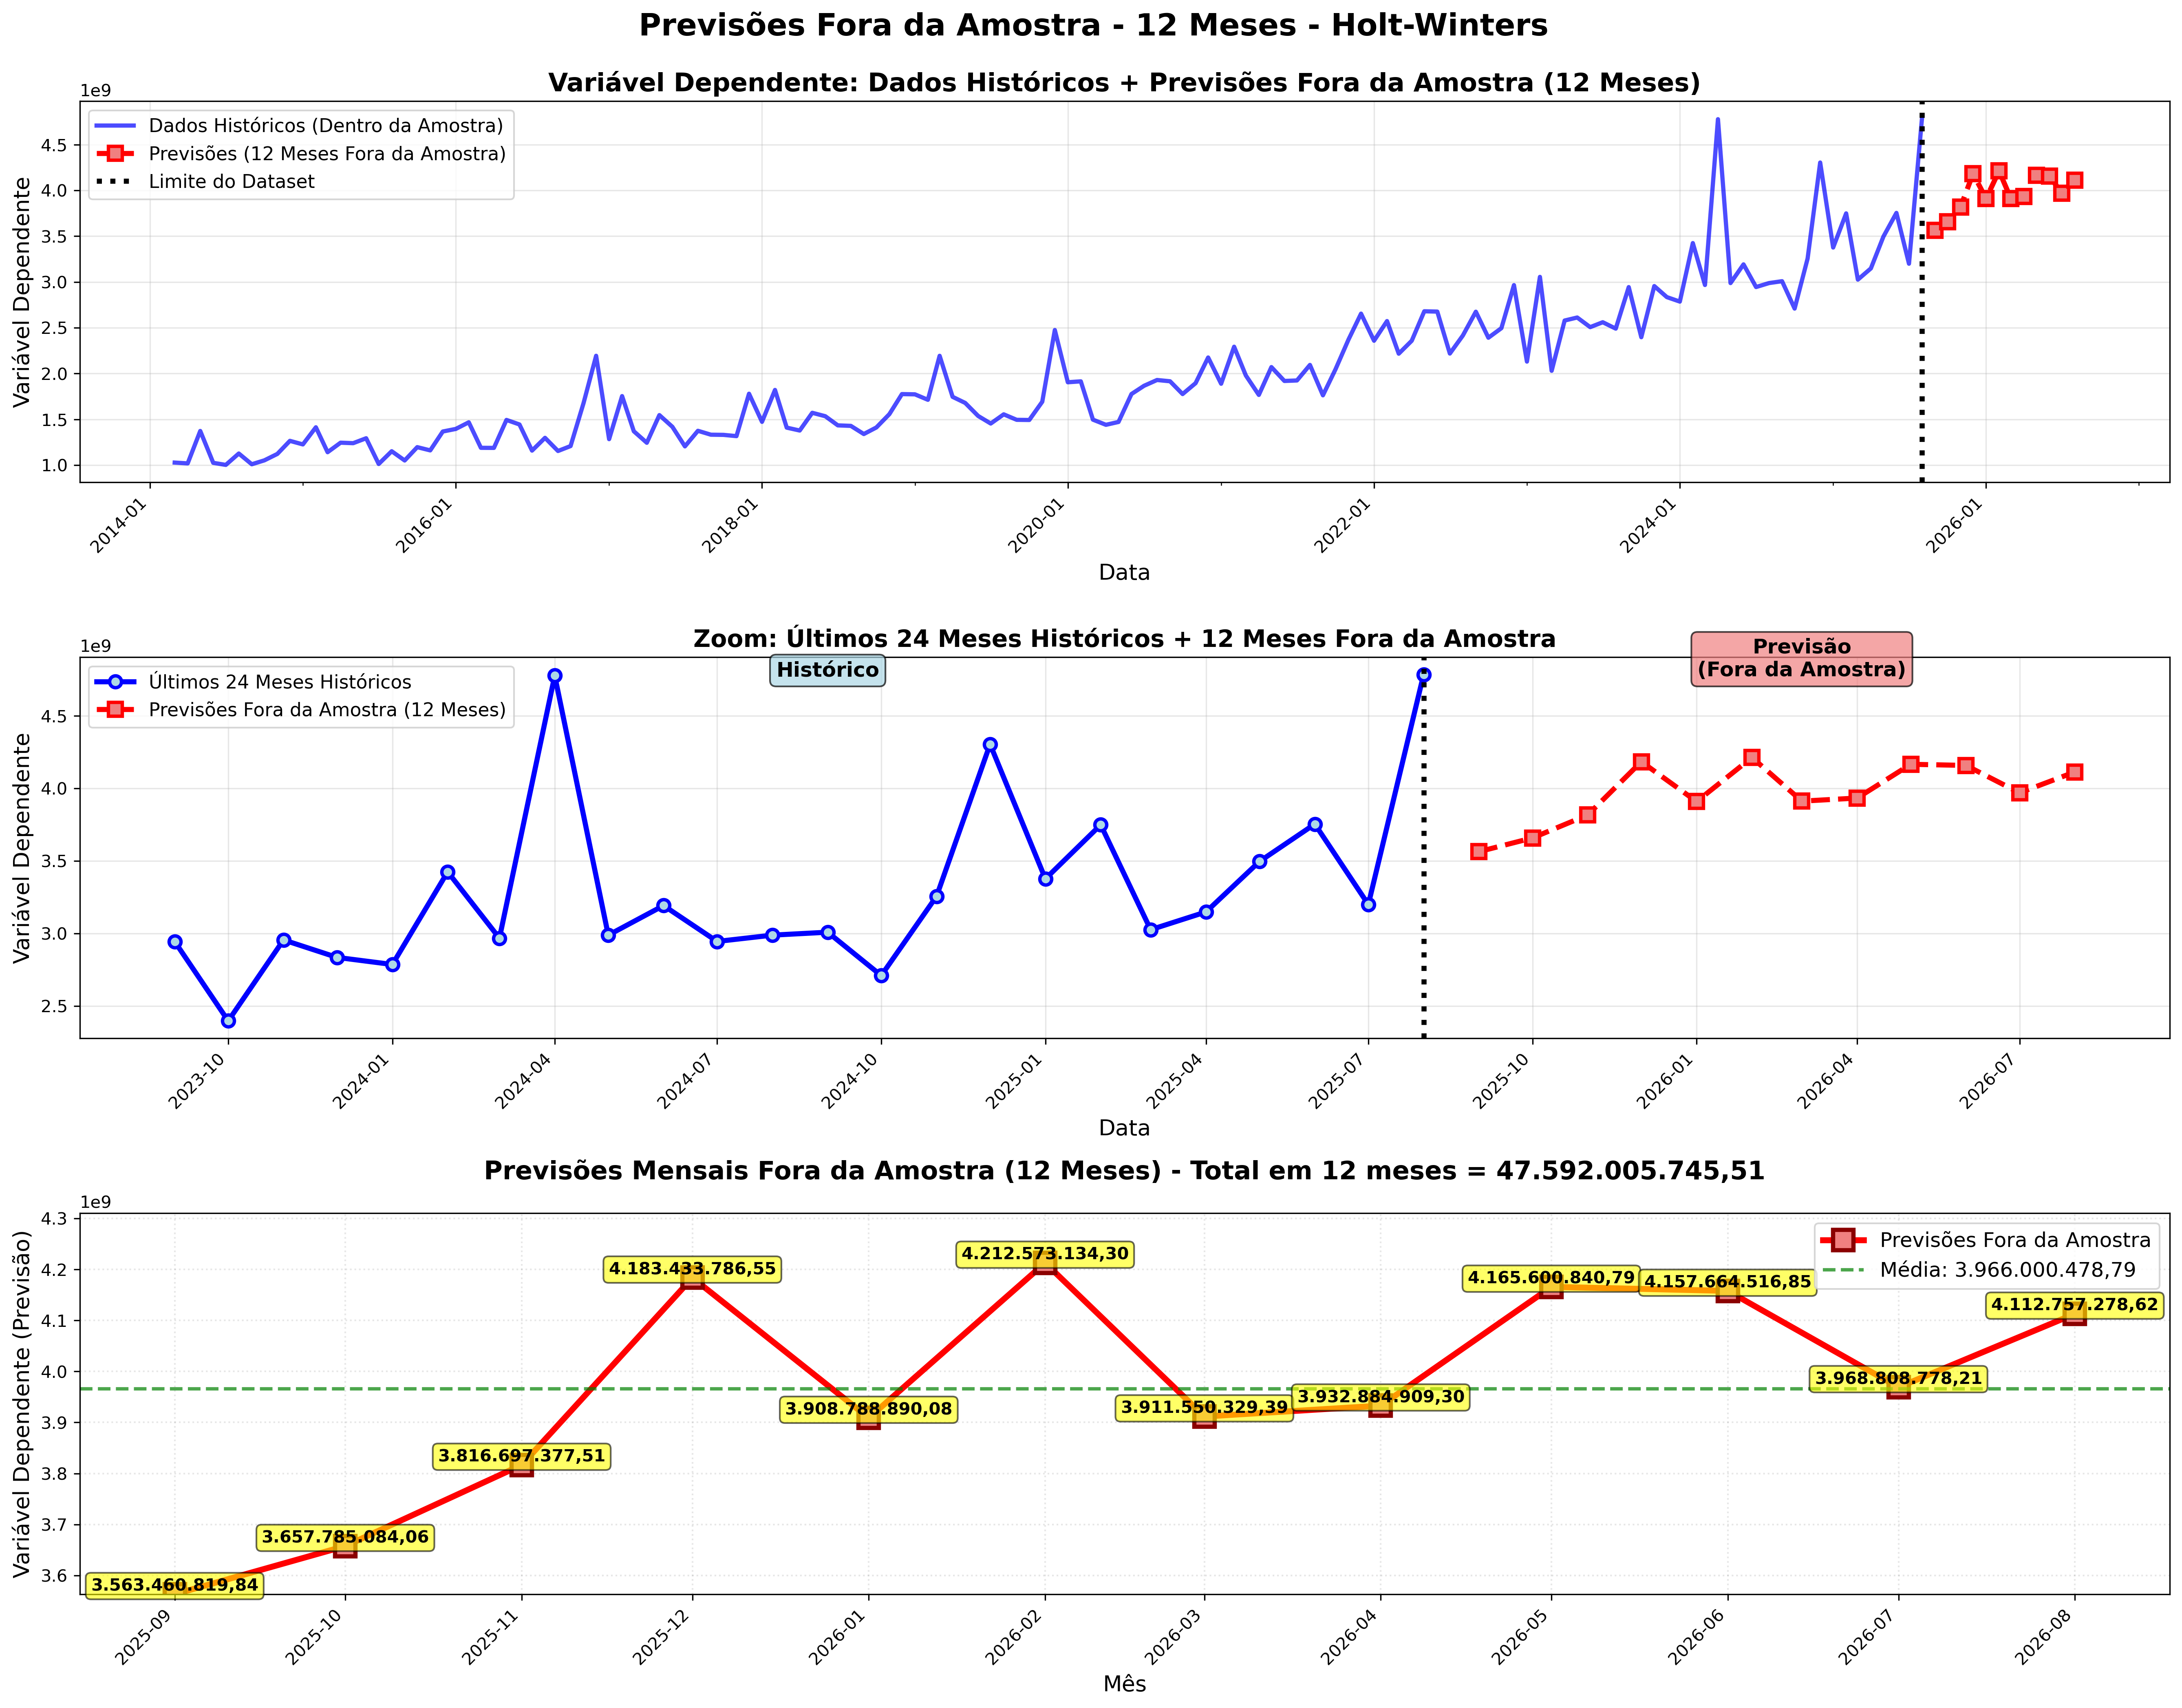 Previsões Fora da Amostra - 12 Meses - Holt-Winters
Variável Dependente: Dados Históricos + Previsões Fora da Amostra (12 Meses)
1e9
Dados Históricos (Dentro da Amostra)
Previsões (12 Meses Fora da Amostra)
Limite do Dataset
Variável Dependente
4.5
4.0
3.5
3.0
2.5
2.0
1.5
1.0
2014-01
2016-01
2018-01
2020-01
2022-01
2024-01
2026-01
Data
Zoom: Últimos 24 Meses Históricos + 12 Meses Fora da Amostra
1e9
Últimos 24 Meses Históricos
Previsões Fora da Amostra (12 Meses)
Histórico
Previsão
(Fora da Amostra)
Variável Dependente
4.5
4.0
3.5
3.0
2.5
2023-10
2024-01
2024-04
2024-07
2024-10
2025-01
2025-04
2025-07
2025-10
2026-01
2026-04
2026-07
Data
Previsões Mensais Fora da Amostra (12 Meses) - Total em 12 meses = 47.592.005.745,51
1e9
Previsões Fora da Amostra
Média: 3.966.000.478,79
Variável Dependente (Previsão)
4.3
4.2
4.1
4.0
3.9
3.8
3.7
3.6
3.563.460.819,84
3.657.785.084,06
3.816.697.377,51
4.183.433.786,55
3.908.788.890,08
4.212.573.134,30
3.911.550.329,39
3.932.884.909,30
4.165.600.840,79
4.157.664.516,85
3.968.808.778,21
4.112.757.278,62
2025-09
2025-10
2025-11
2025-12
2026-01
2026-02
2026-03
2026-04
2026-05
2026-06
2026-07
2026-08
Mês